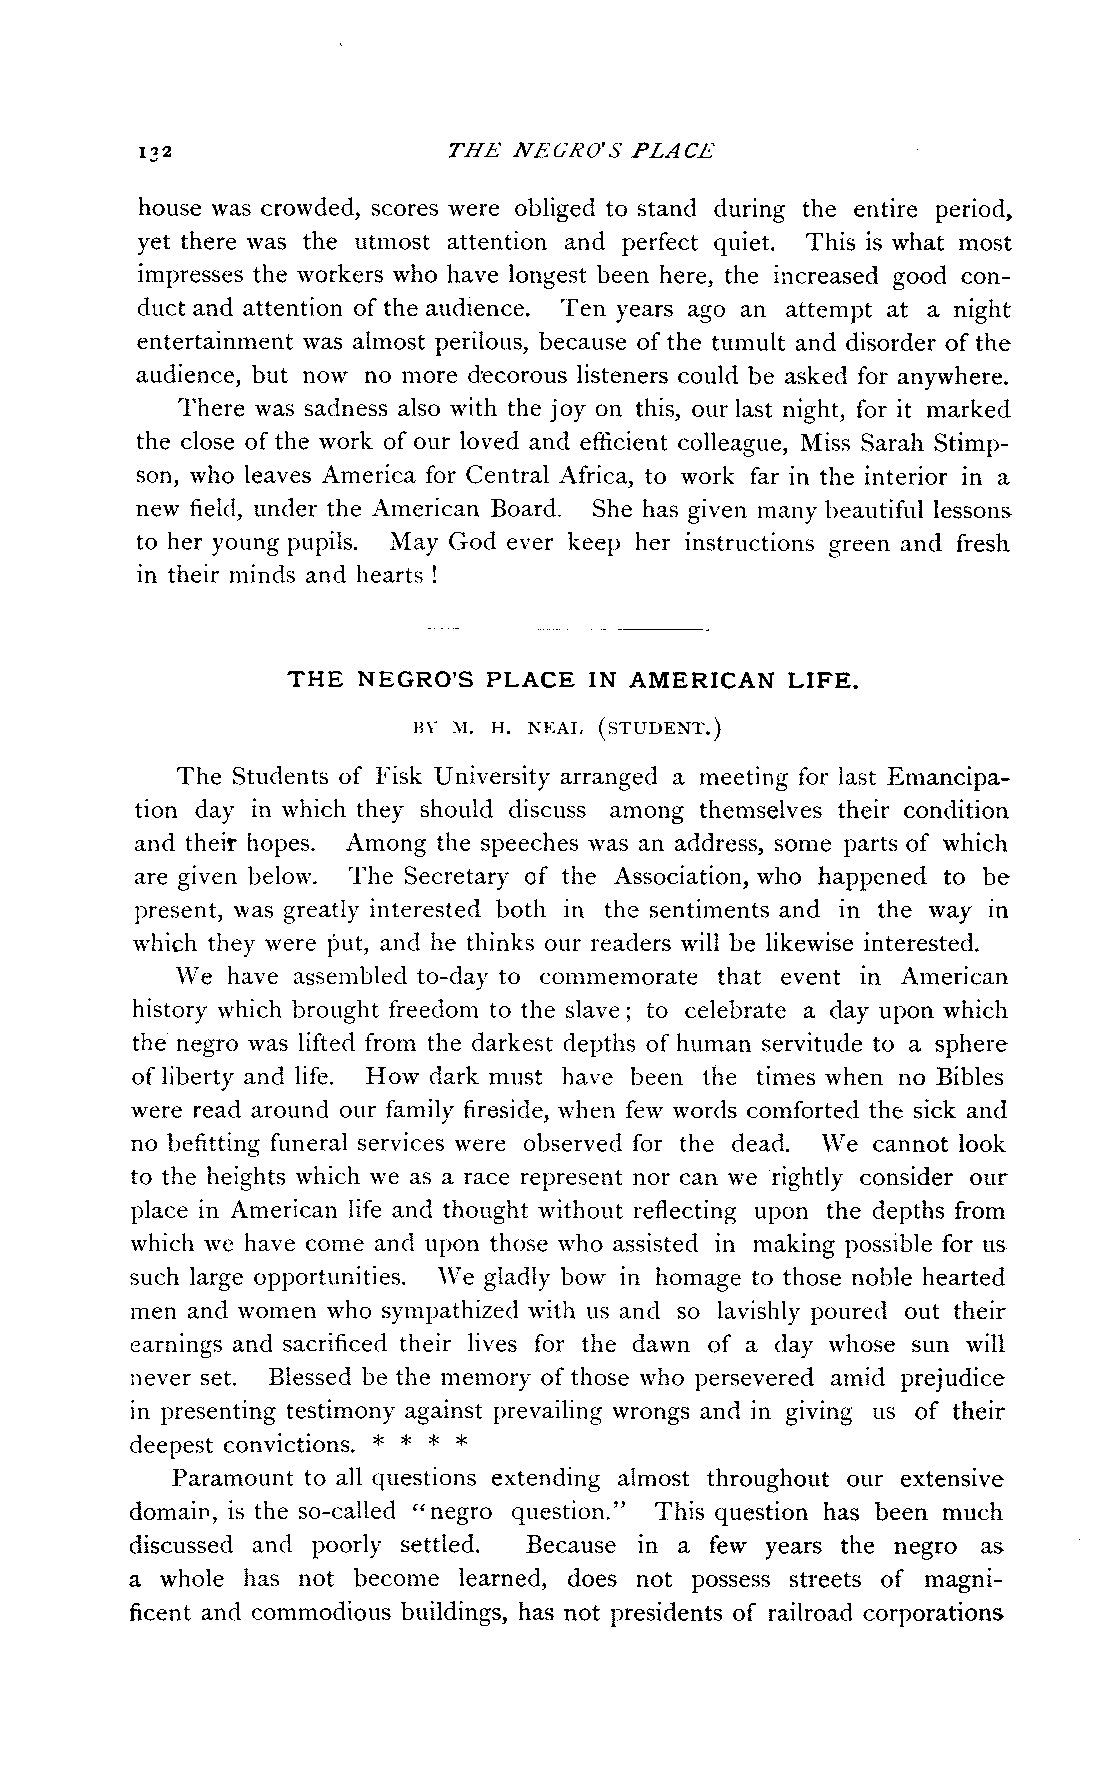 132 THE NEGRO'S PLACE
house was crowded, scores were obliged to stand during the entire period,
yet there was the utmost attention and perfect quiet. This is what most
impresses the workers who have longest been here, the increased good con-
duct and attention of the audience. Ten years ago an attempt at a night
entertainment was almost perilous, because of the tumult and disorder of the
audience, but now no more decorous listeners could be asked for anywhere.
There was sadness also with the joy on this, our last night, for it marked
the close of the work of our loved and efficient colleague, Miss Sarah Stimp-
son, who leaves America for Central Africa, to work far in the interior in a
new field, under the American Board. She has given many beautiful lessons
to her young pupils. May God ever keep her instructions green and fresh
in their minds and hearts !
THE NEGRO'S PLACE IN AMERICAN LIFE.
BY M. H. NEAL (STUDENT.)
The Students of Fisk University arranged a meeting for last Emancipa-
tion day in which they should discuss among themselves their condition
and their hopes. Among the speeches was an address, some parts of which
are given below. The Secretary of the Association, who happened to be
present, was greatly interested both in the sentiments and in the way in
which they were put, and he thinks our readers will be likewise interested.
We have assembled to-day to commemorate that event in American
history which brought freedom to the slave ; to celebrate a day upon which
the negro was lifted from the darkest depths of human servitude to a sphere
of liberty and life. How dark must have been the times when no Bibles
were read around our family fireside, when few words comforted the sick and
no befitting funeral services were observed for the dead. We cannot look
to the heights which we as a race represent nor can we rightly consider our
place in American life and thought without reflecting upon the depths from
which we have come and upon those who assisted in making possible for us
such large opportunities. We gladly bow in homage to those noble hearted
men and women who sympathized with us and so lavishly poured out their
earnings and sacrificed their lives for the dawn of a day whose sun will
never set. Blessed be the memory of those who persevered amid prejudice
in presenting testimony against prevailing wrongs and in giving us of their
deepest convictions. * * * *
Paramount to all questions extending almost throughout our extensive
domain, is the so-called "negro question." This question has been much
discussed and poorly settled. Because in a few years the negro as
a whole has not become learned, does not possess streets of magni-
ficent and commodious buildings, has not presidents of railroad corporations